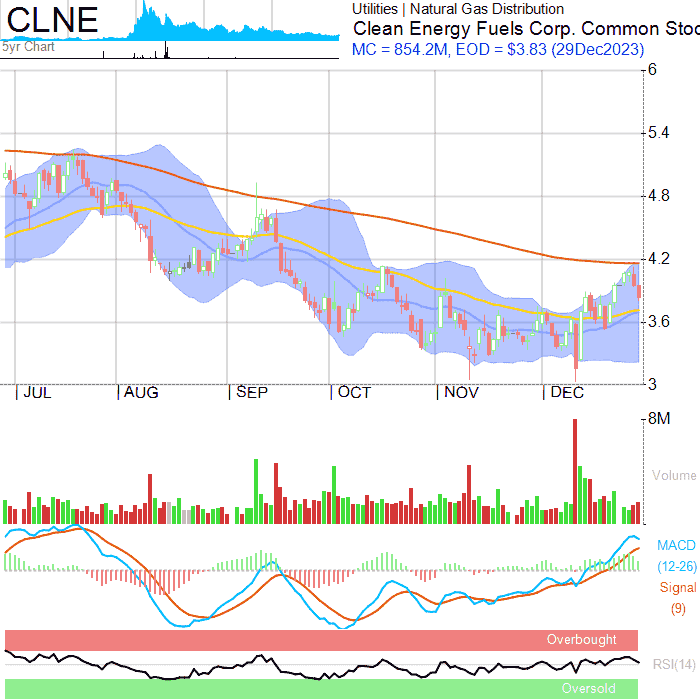 CLNE
5yr Chart
Utilities | Natural Gas Distribution
Clean Energy Fuels Corp. Common Stoc
MC = 854.2M, EOD = $3.83 (29Dec2023)
6
5.4
4.8
4.2
3.6
3
JUL AUG SEP OCT NOV DEC
8M
Volume
MACD
(12-26)
Signal
(9)
Overbought
RSI(14)
Oversold